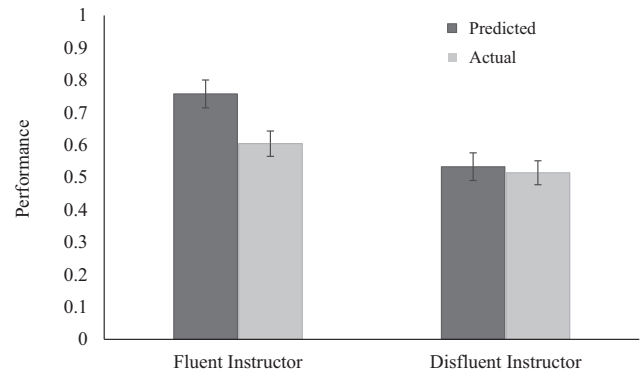 1
0.9
0.8
0.7
0.6
0.5
0.4
0.3
0.2
0.1
0
Performance
Predicted
Actual
Fluent Instructor
Disfluent Instructor